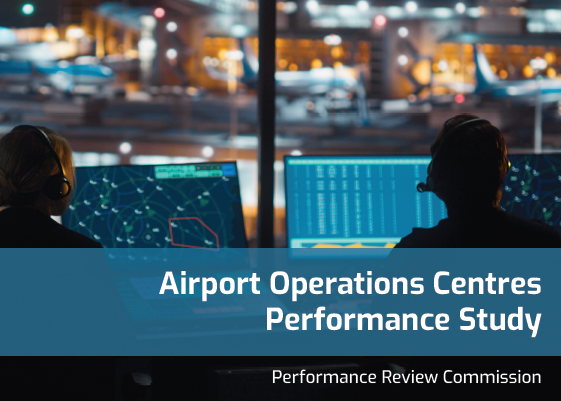 Airport Operations Centres
Performance Study
Performance Review Commission